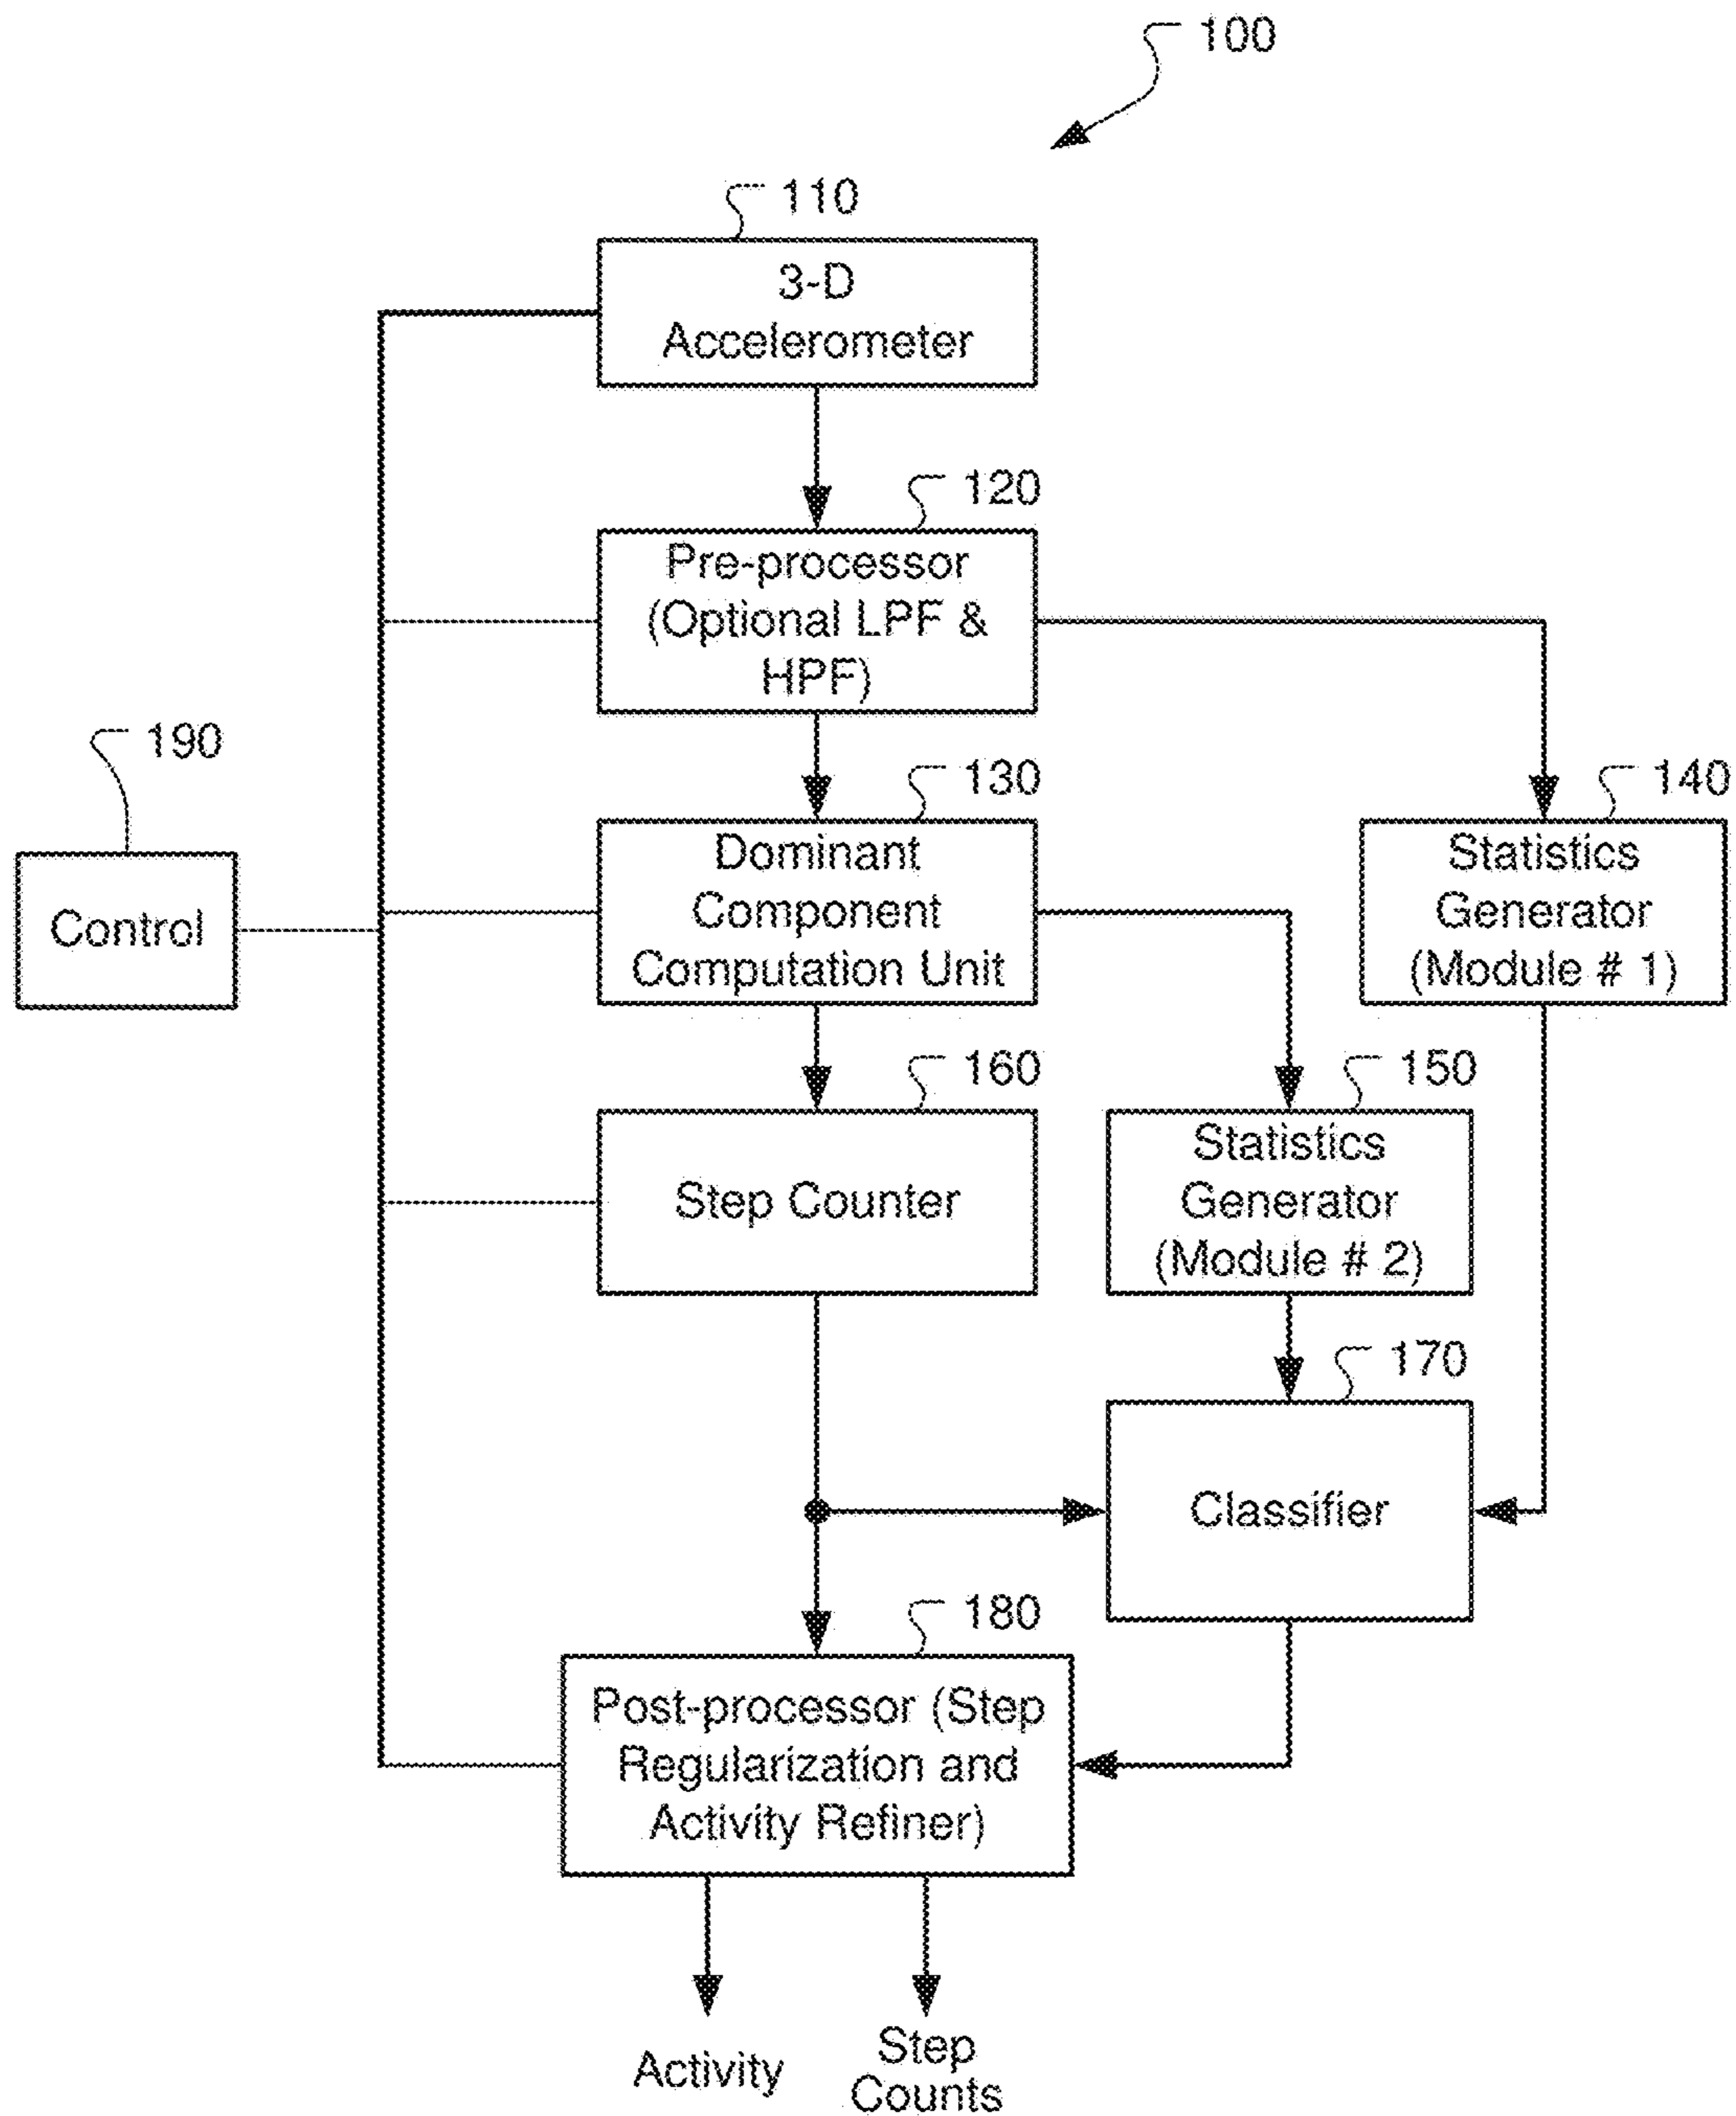 100
110
3-D
Accelerometer
120
Pre-processor
(Optional LPF &
HPF)
190
Control
130
Dominant
Component
Computation Unit
140
Statistics
Generator
(Module # 1)
160
Step Counter
150
Statistics
Generator
(Module # 2)
170
Classifier
180
Post-processor (Step
Regularization and
Activity Refiner)
Activity
Step
Counts